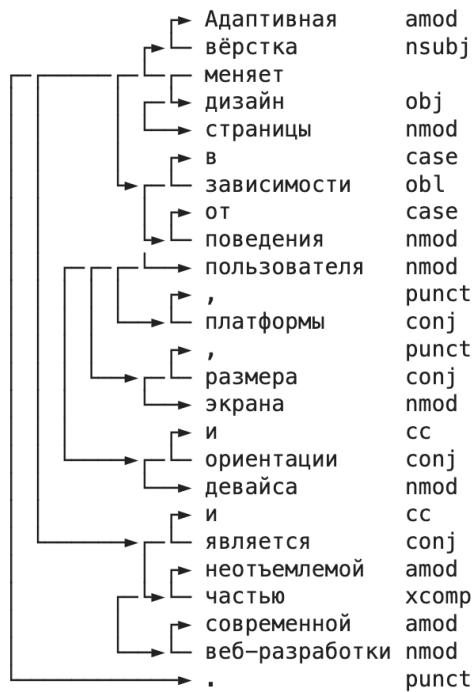 Адаптивная amod
вёрстка nsubj
меняет
дизайн obj
страницы nmod
в case
зависимости obl
от case
поведения nmod
пользователя nmod
, punct
платформы conj
, punct
размера conj
экрана nmod
и cc
ориентации conj
девайса nmod
и cc
является conj
неотъемлемой amod
частью xcomp
современной amod
веб-разработки nmod
. punct